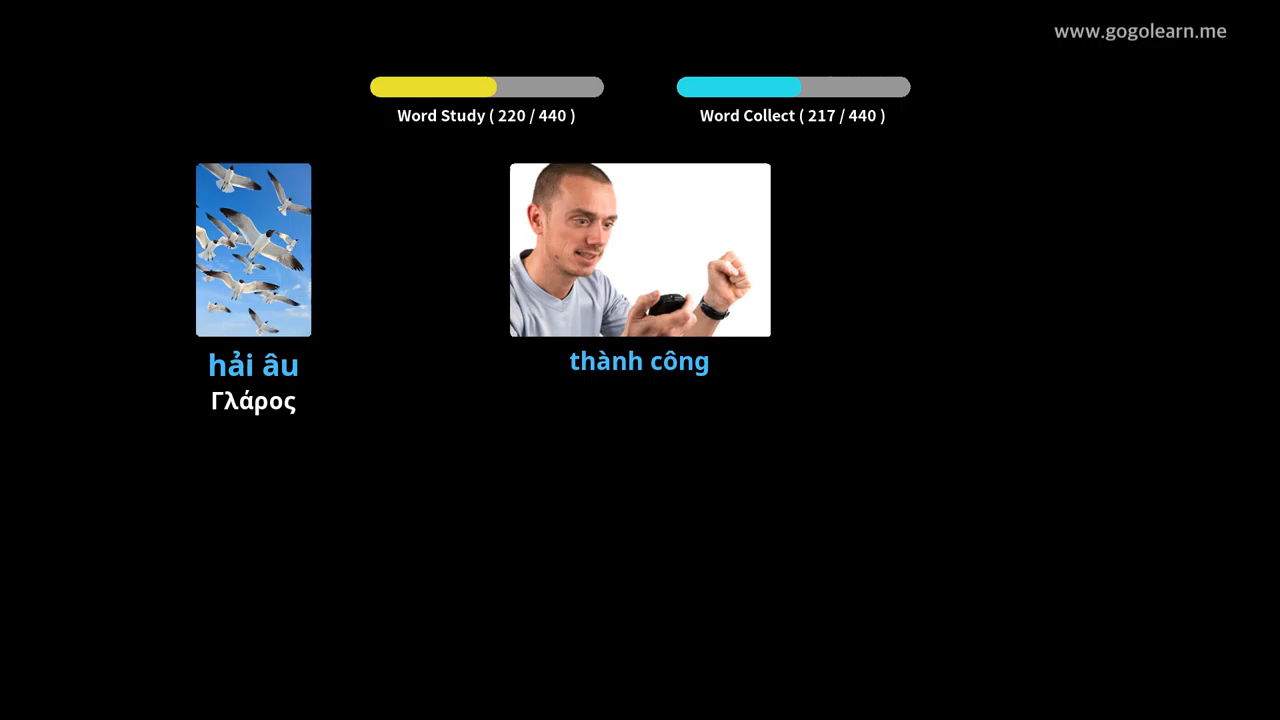 www.gogolearn.me
Word Study ( 220 / 440 )
Word Collect ( 217 / 440 )
hải âu
Γλάρος
thành công